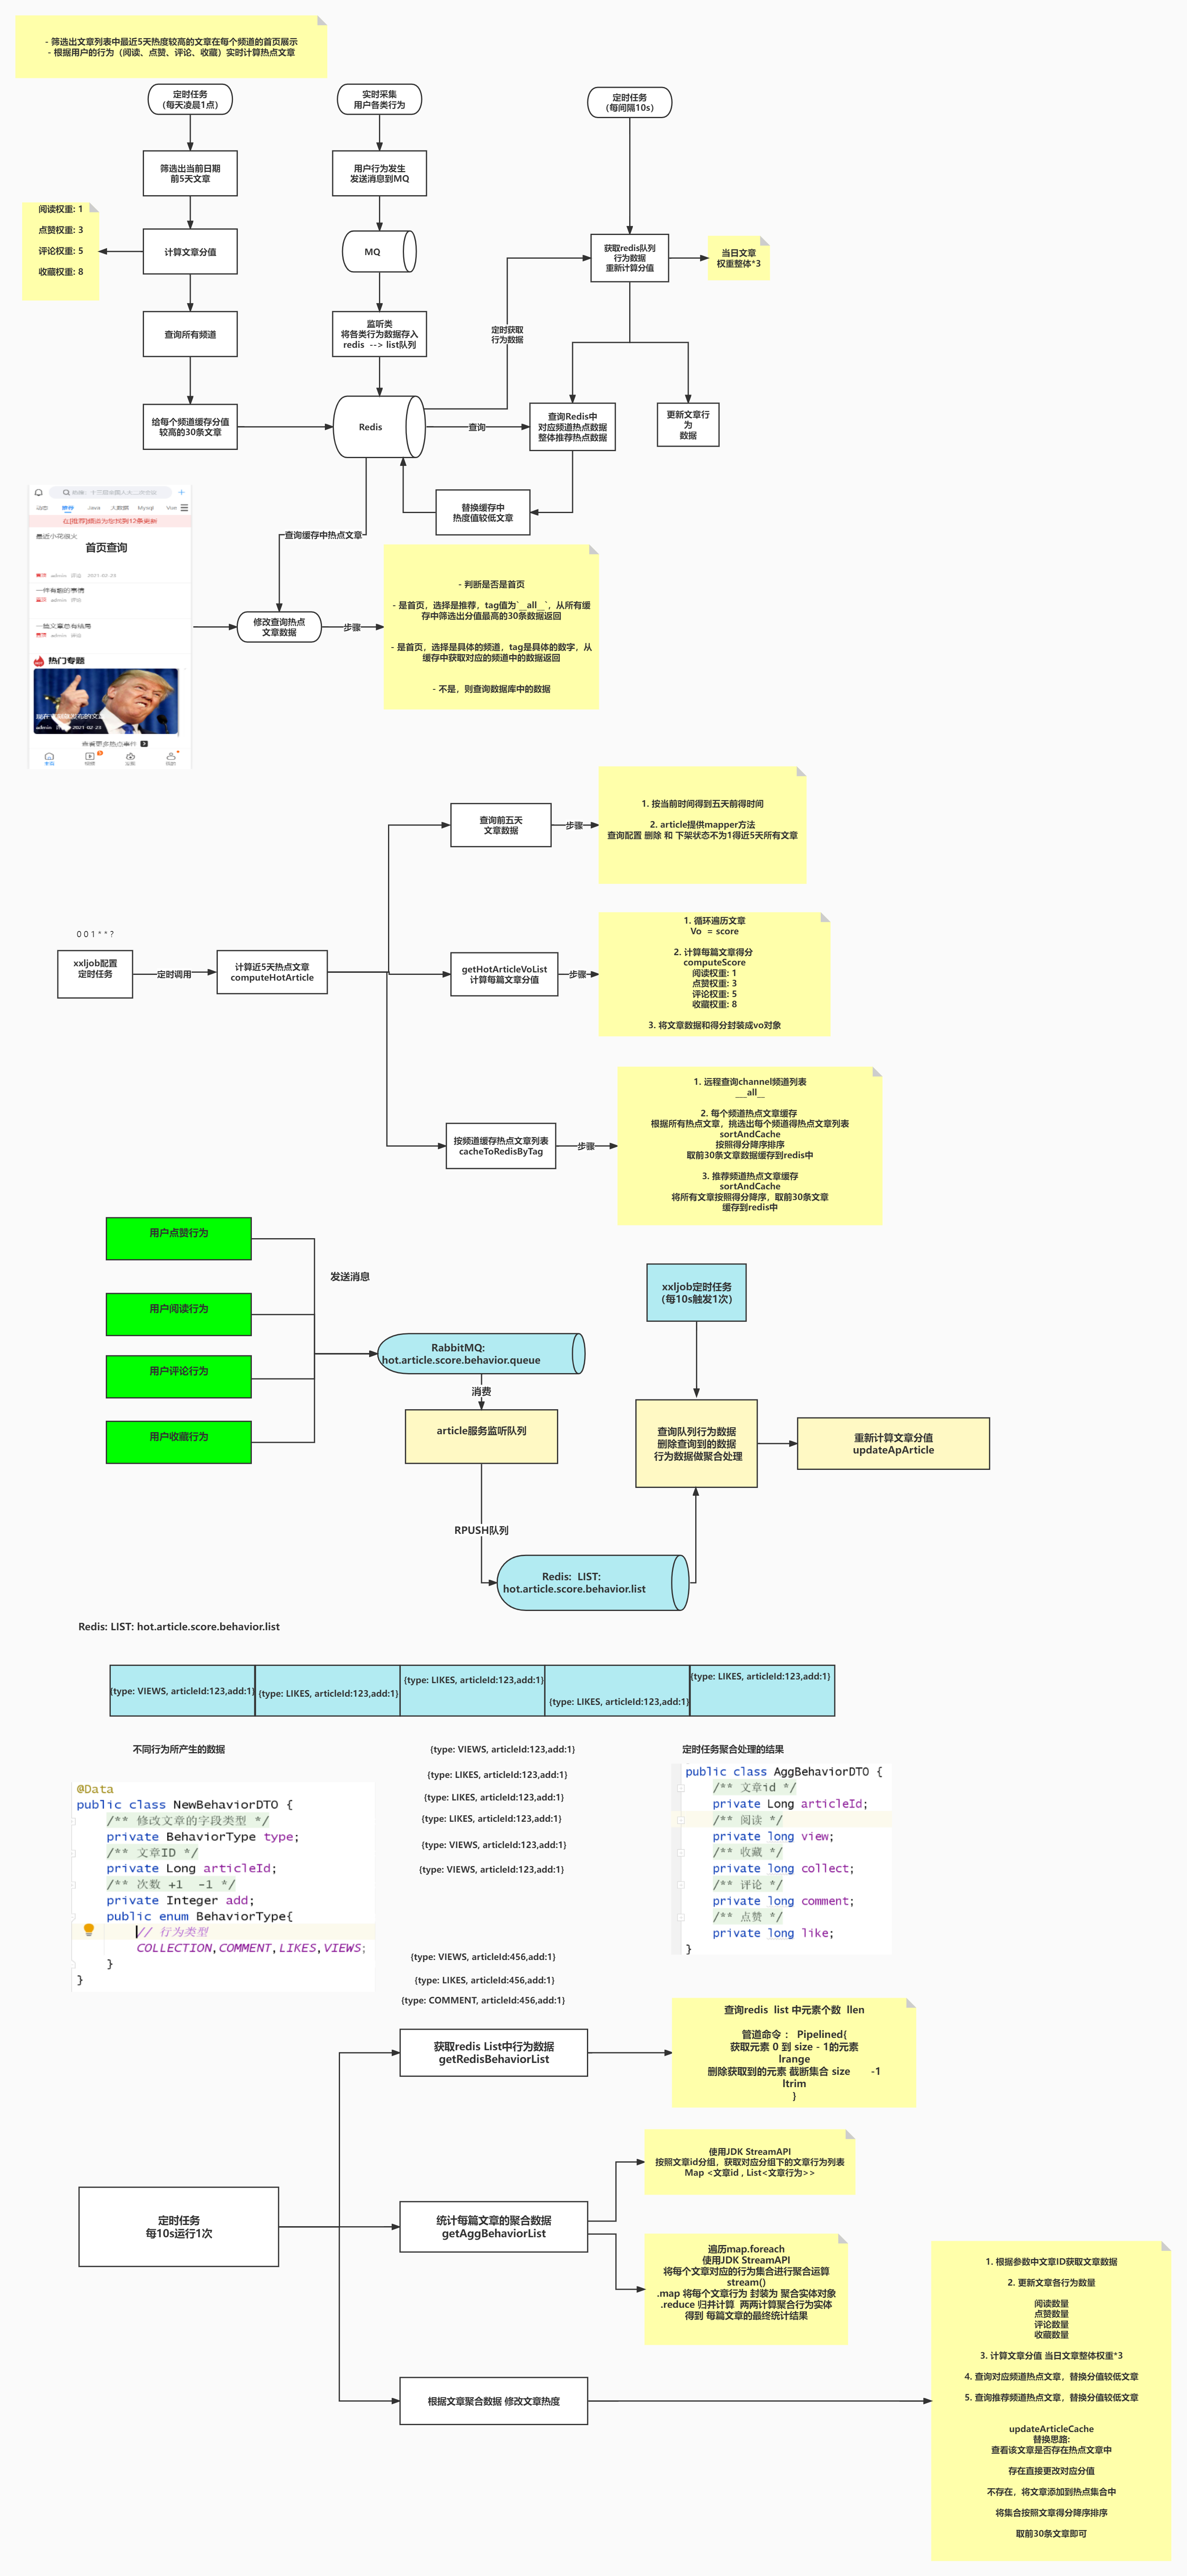 - 筛选出文章列表中最近5天热度较高的文章在每个频道的首页展示
- 根据用户的行为（阅读、点赞、评论、收藏）实时计算热点文章
定时任务
（每天凌晨1点）
实时采集
用户各类行为
定时任务
（每间隔10s）
筛选出当前日期
前5天文章
用户行为发生
发送消息到MQ
阅读权重: 1
点赞权重: 3
评论权重: 5
收藏权重: 8
计算文章分值
MQ
获取redis队列
行为数据
重新计算分值
当日文章
权重整体*3
查询所有频道
监听类
将各类行为数据存入
redis --> list队列
定时获取
行为数据
给每个频道缓存分值
较高的30条文章
Redis
查询
查询Redis中
对应频道热点数据
整体推荐热点数据
更新文章行
为
数据
替换缓存中
热度值较低文章
查询缓存中热点文章
动态
推荐
Java
大数据
Mysql
Vue
首页查询
admin
评论
2021-02-23
admin
评论
admin
评论
热门专题
admin
2021-02-23
修改查询热点
文章数据
步骤
- 判断是否是首页
- 是首页，选择是推荐，tag值为`__all__`，从所有缓
存中筛选出分值最高的30条数据返回
- 是首页，选择是具体的频道，tag是具体的数字，从
缓存中获取对应的频道中的数据返回
- 不是，则查询数据库中的数据
查询前五天
文章数据
步骤
1. 按当前时间得到五天前得时间
2. article提供mapper方法
查询配置 删除 和 下架状态不为1得近5天所有文章
0 0 1 * * ?
xxljob配置
定时任务
定时调用
计算近5天热点文章
computeHotArticle
getHotArticleVoList
计算每篇文章分值
步骤
1. 循环遍历文章
Vo = score
2. 计算每篇文章得分
computeScore
阅读权重: 1
点赞权重: 3
评论权重: 5
收藏权重: 8
3. 将文章数据和得分封装成vo对象
按频道缓存热点文章列表
cacheToRedisByTag
步骤
1. 远程查询channel频道列表
__all__
2. 每个频道热点文章缓存
根据所有热点文章，挑选出每个频道得热点文章列表
sortAndCache
按照得分降序排序
取前30条文章数据缓存到redis中
3. 推荐频道热点文章缓存
sortAndCache
将所有文章按照得分降序，取前30条文章
缓存到redis中
用户点赞行为
用户阅读行为
用户评论行为
用户收藏行为
发送消息
xxljob定时任务
（每10s触发1次）
RabbitMQ:
hot.article.score.behavior.queue
消费
article服务监听队列
查询队列行为数据
删除查询到的数据
行为数据做聚合处理
重新计算文章分值
updateApArticle
RPUSH队列
Redis: LIST:
hot.article.score.behavior.list
Redis: LIST: hot.article.score.behavior.list
{type: VIEWS, articleId:123,add:1}
{type: LIKES, articleId:123,add:1}
{type: LIKES, articleId:123,add:1}
{type: LIKES, articleId:123,add:1}
{type: LIKES, articleId:123,add:1}
不同行为所产生的数据
@Data
public class NewBehaviorDTO {
/** 修改文章的字段类型 */
private BehaviorType type;
/** 文章ID */
private Long articleId;
/** 次数 +1 -1 */
private Integer add;
public enum BehaviorType{
// 行为类型
COLLECTION,COMMENT,LIKES,VIEWS;
}
}
{type: VIEWS, articleId:123,add:1}
{type: LIKES, articleId:123,add:1}
{type: LIKES, articleId:123,add:1}
{type: LIKES, articleId:123,add:1}
{type: VIEWS, articleId:123,add:1}
{type: VIEWS, articleId:123,add:1}
{type: VIEWS, articleId:456,add:1}
{type: LIKES, articleId:456,add:1}
{type: COMMENT, articleId:456,add:1}
定时任务聚合处理的结果
public class AggBehaviorDTO {
/** 文章id */
private Long articleId;
/** 阅读 */
private long view;
/** 收藏 */
private long collect;
/** 评论 */
private long comment;
/** 点赞 */
private long like;
}
定时任务
每10s运行1次
获取redis List中行为数据
getRedisBehaviorList
查询redis list 中元素个数 llen
管道命令 ： Pipelined{
获取元素 0 到 size - 1的元素
lrange
删除获取到的元素 截断集合 size -1
ltrim
}
统计每篇文章的聚合数据
getAggBehaviorList
使用JDK StreamAPI
按照文章id分组，获取对应分组下的文章行为列表
Map <文章id , List<文章行为>>
遍历map.foreach
使用JDK StreamAPI
将每个文章对应的行为集合进行聚合运算
stream()
.map 将每个文章行为 封装为 聚合实体对象
.reduce 归并计算 两两计算聚合行为实体
得到 每篇文章的最终统计结果
根据文章聚合数据 修改文章热度
1. 根据参数中文章ID获取文章数据
2. 更新文章各行为数量
阅读数量
点赞数量
评论数量
收藏数量
3. 计算文章分值 当日文章整体权重*3
4. 查询对应频道热点文章，替换分值较低文章
5. 查询推荐频道热点文章，替换分值较低文章
updateArticleCache
替换思路:
查看该文章是否存在热点文章中
存在直接更改对应分值
不存在，将文章添加到热点集合中
将集合按照文章得分降序排序
取前30条文章即可